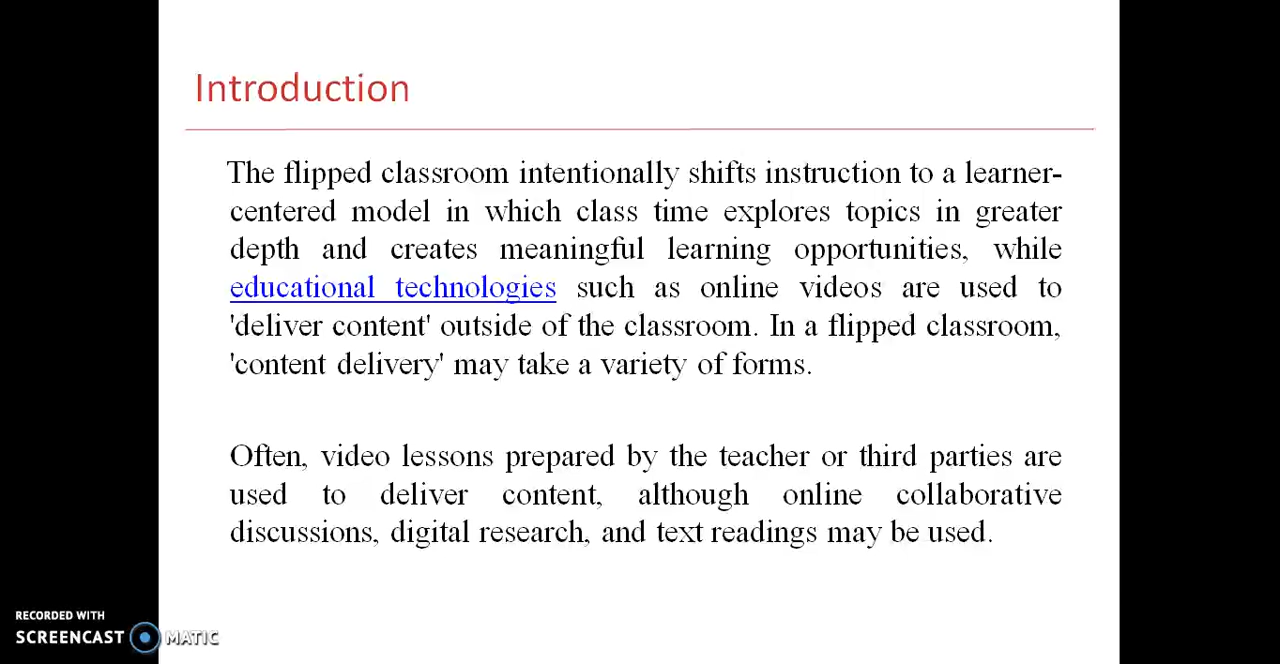 Introduction
The flipped classroom intentionally shifts instruction to a learner-
centered model in which class time explores topics in greater
depth and creates meaningful learning opportunities, while
educational technologies such as online videos are used to
'deliver content' outside of the classroom. In a flipped classroom,
'content delivery' may take a variety of forms.
Often, video lessons prepared by the teacher or third parties are
used to deliver content, although online collaborative
discussions, digital research, and text readings may be used.
RECORDED WITH
SCREENCAST MATIC